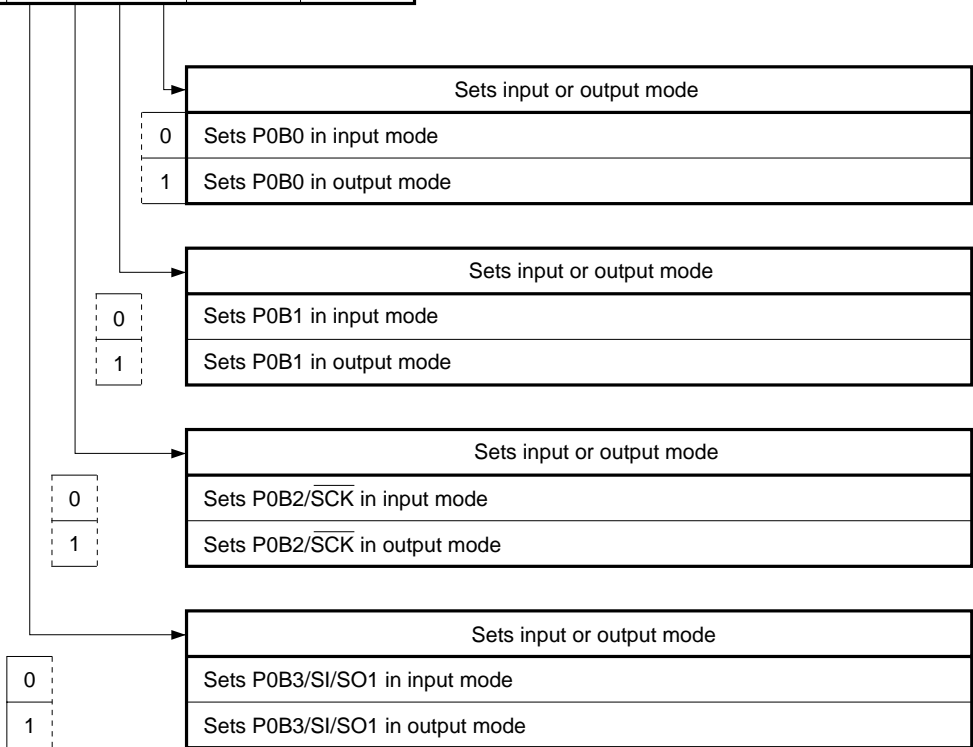 Sets input or output mode
0 Sets P0B0 in input mode
1 Sets P0B0 in output mode
Sets input or output mode
0 Sets P0B1 in input mode
1 Sets P0B1 in output mode
Sets input or output mode
0 Sets P0B2/S̅C̅K̅ in input mode
1 Sets P0B2/S̅C̅K̅ in output mode
Sets input or output mode
0 Sets P0B3/SI/SO1 in input mode
1 Sets P0B3/SI/SO1 in output mode